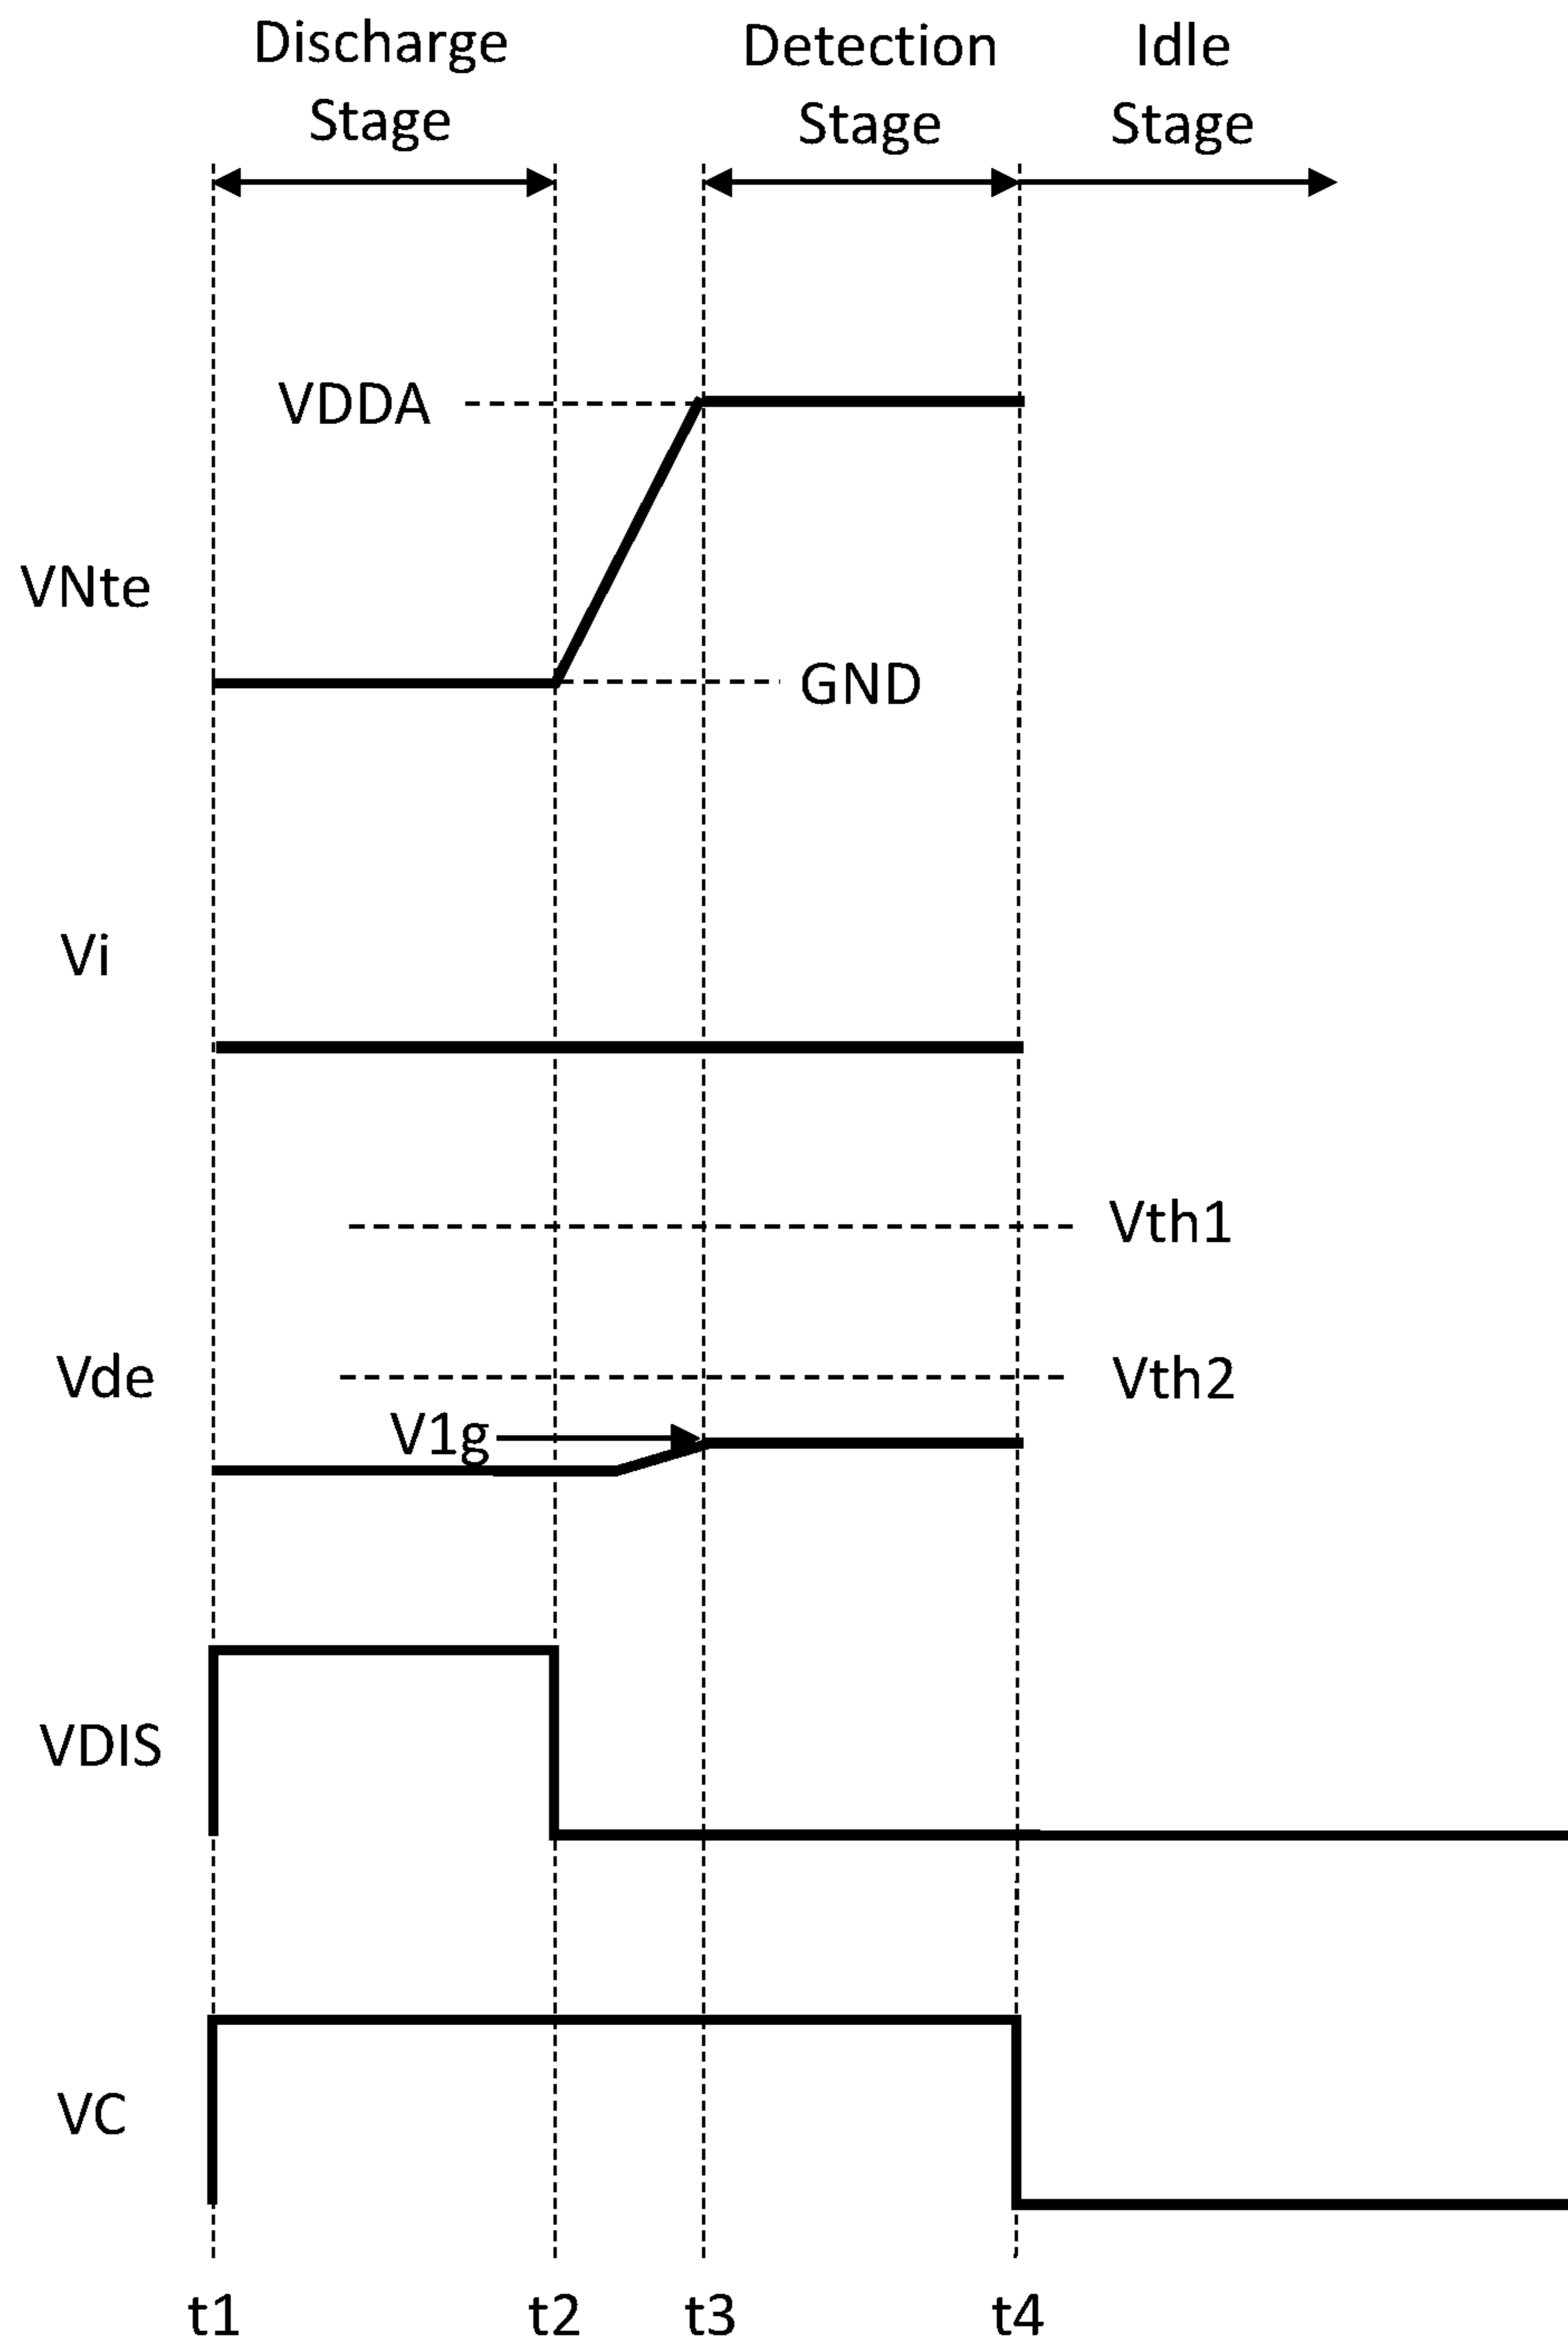 Discharge
Stage
Detection
Stage
Idle
Stage
VDDA
VNte
GND
Vi
Vth1
Vde
Vth2
V1g
VDIS
VC
t1 t2 t3 t4